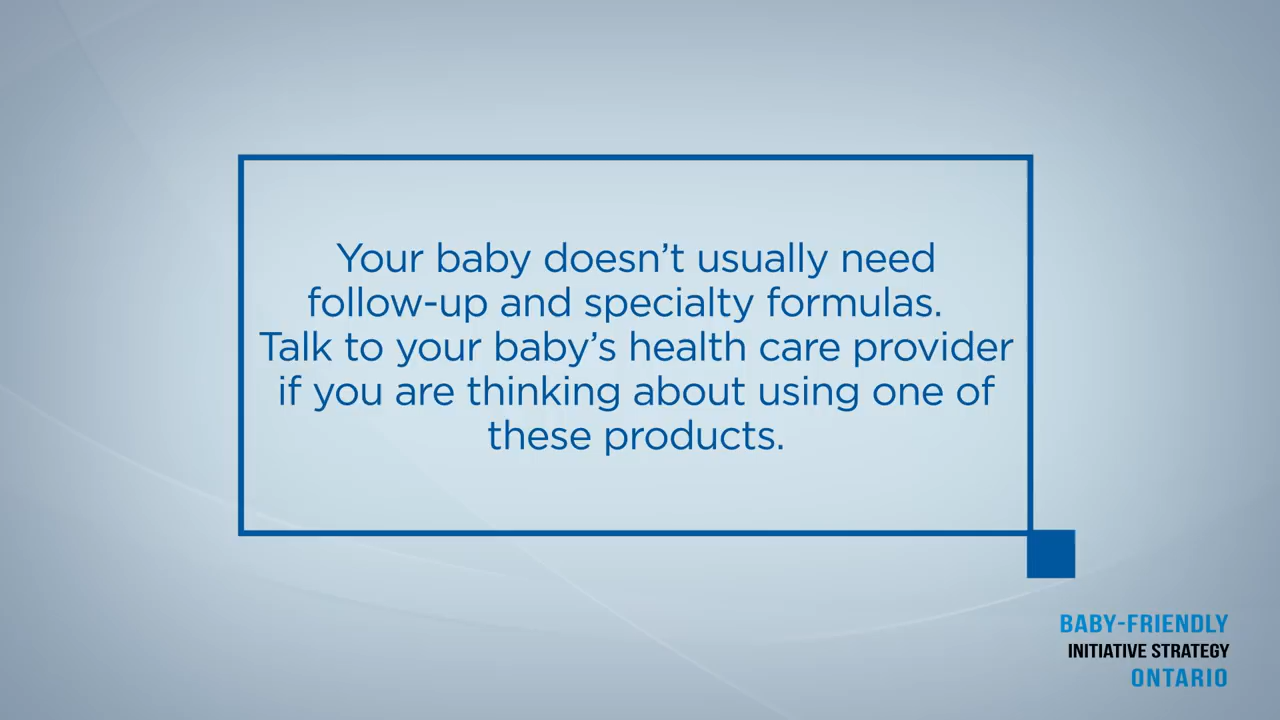 Your baby doesn’t usually need
follow-up and specialty formulas.
Talk to your baby’s health care provider
if you are thinking about using one of
these products.
BABY-FRIENDLY
INITIATIVE STRATEGY
ONTARIO